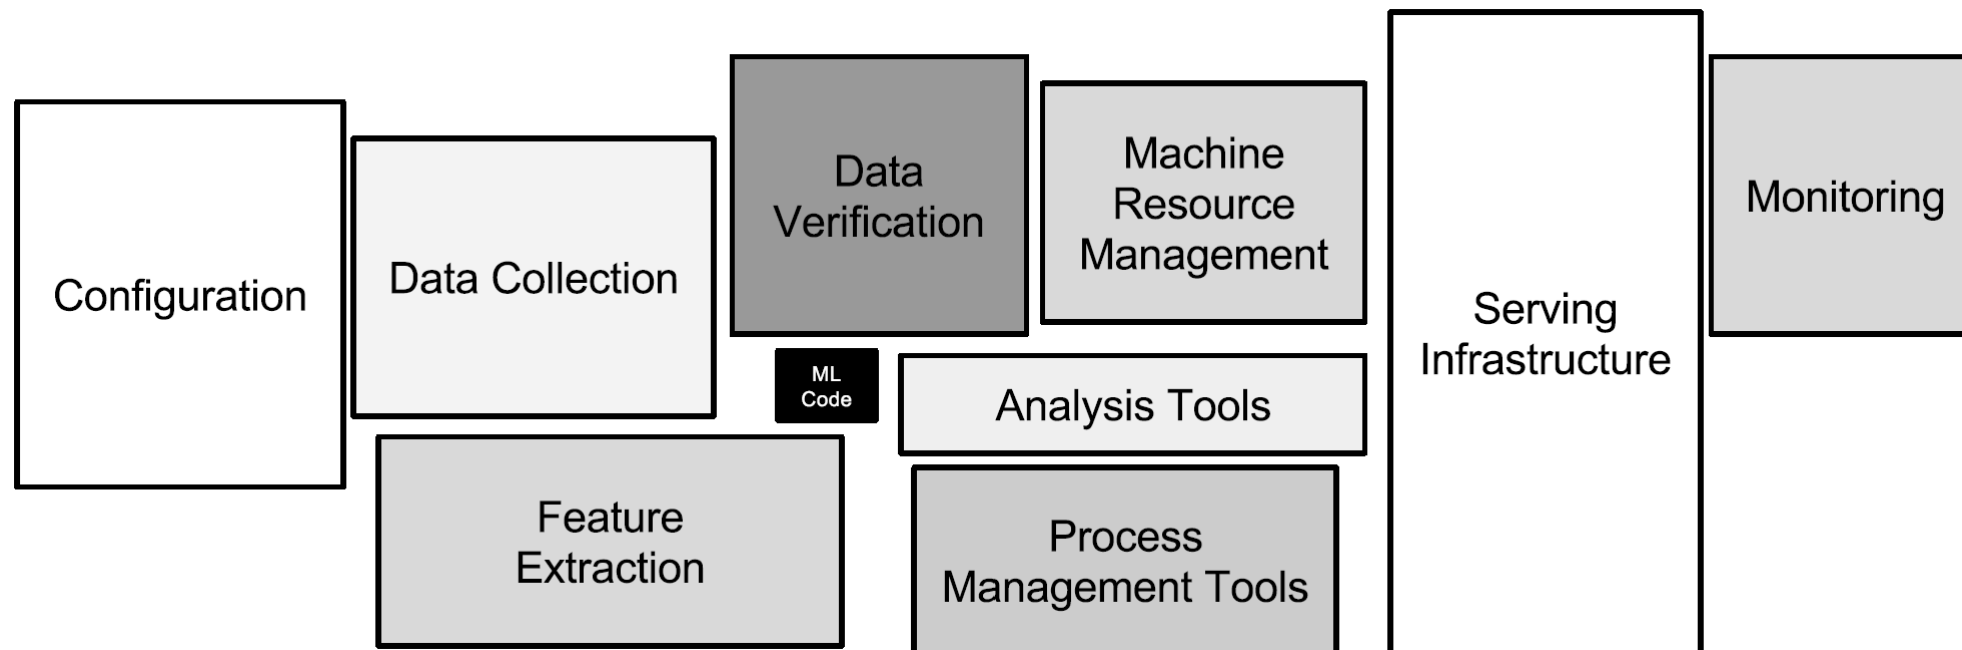 Configuration
Data Collection
Data
Verification
Machine
Resource
Management
Serving
Infrastructure
Monitoring
ML
Code
Analysis Tools
Feature
Extraction
Process
Management Tools